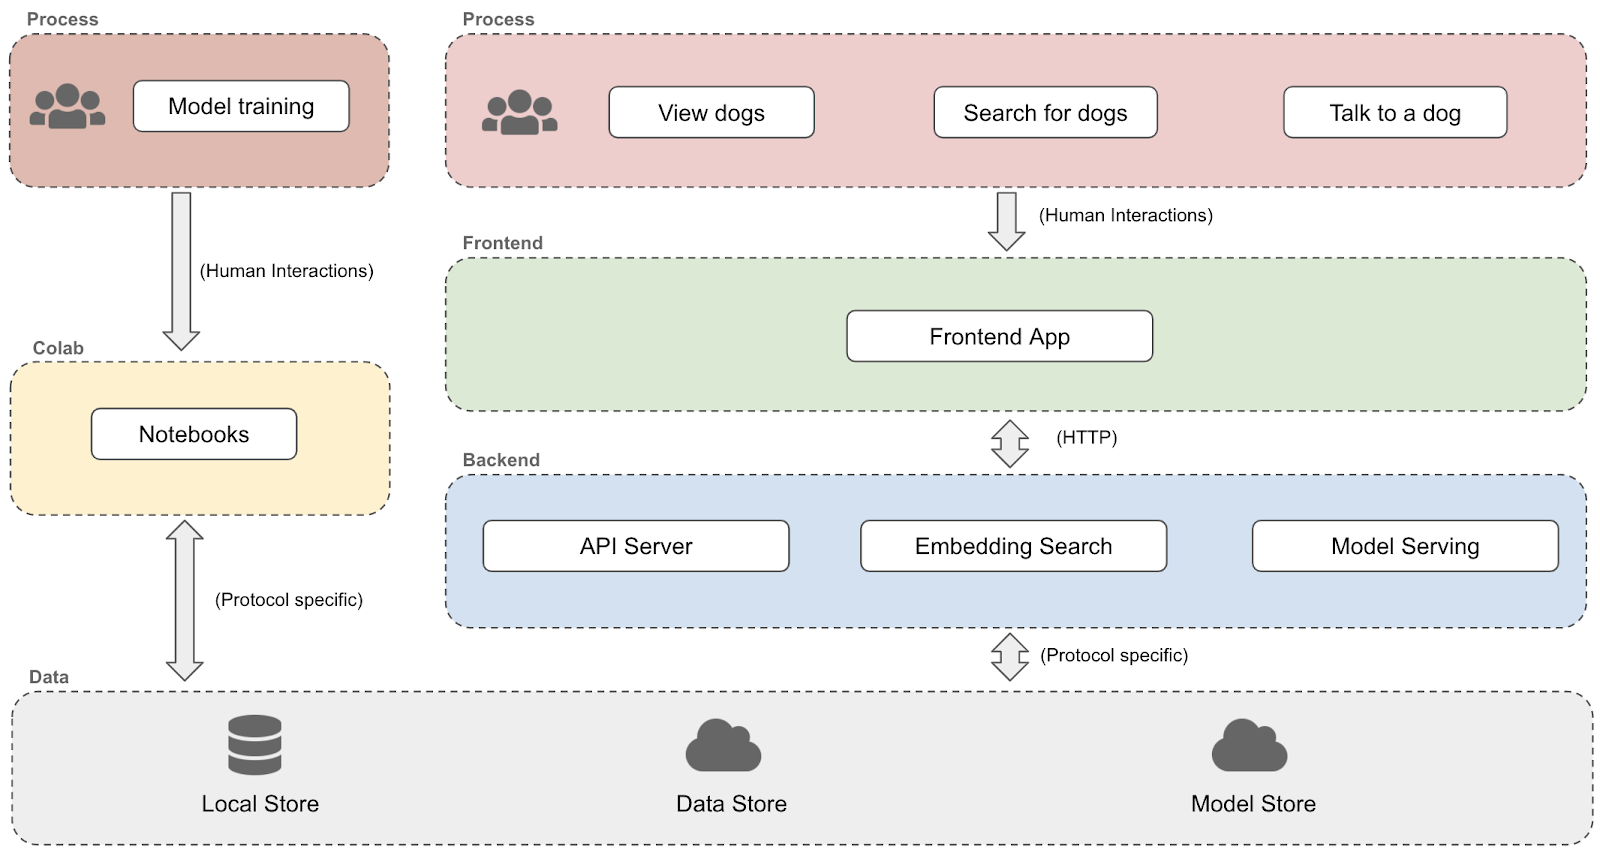 Process
Model training
(Human Interactions)
Colab
Notebooks
(Protocol specific)
Process
View dogs
Search for dogs
Talk to a dog
(Human Interactions)
Frontend
Frontend App
(HTTP)
Backend
API Server
Embedding Search
Model Serving
(Protocol specific)
Data
Local Store
Data Store
Model Store